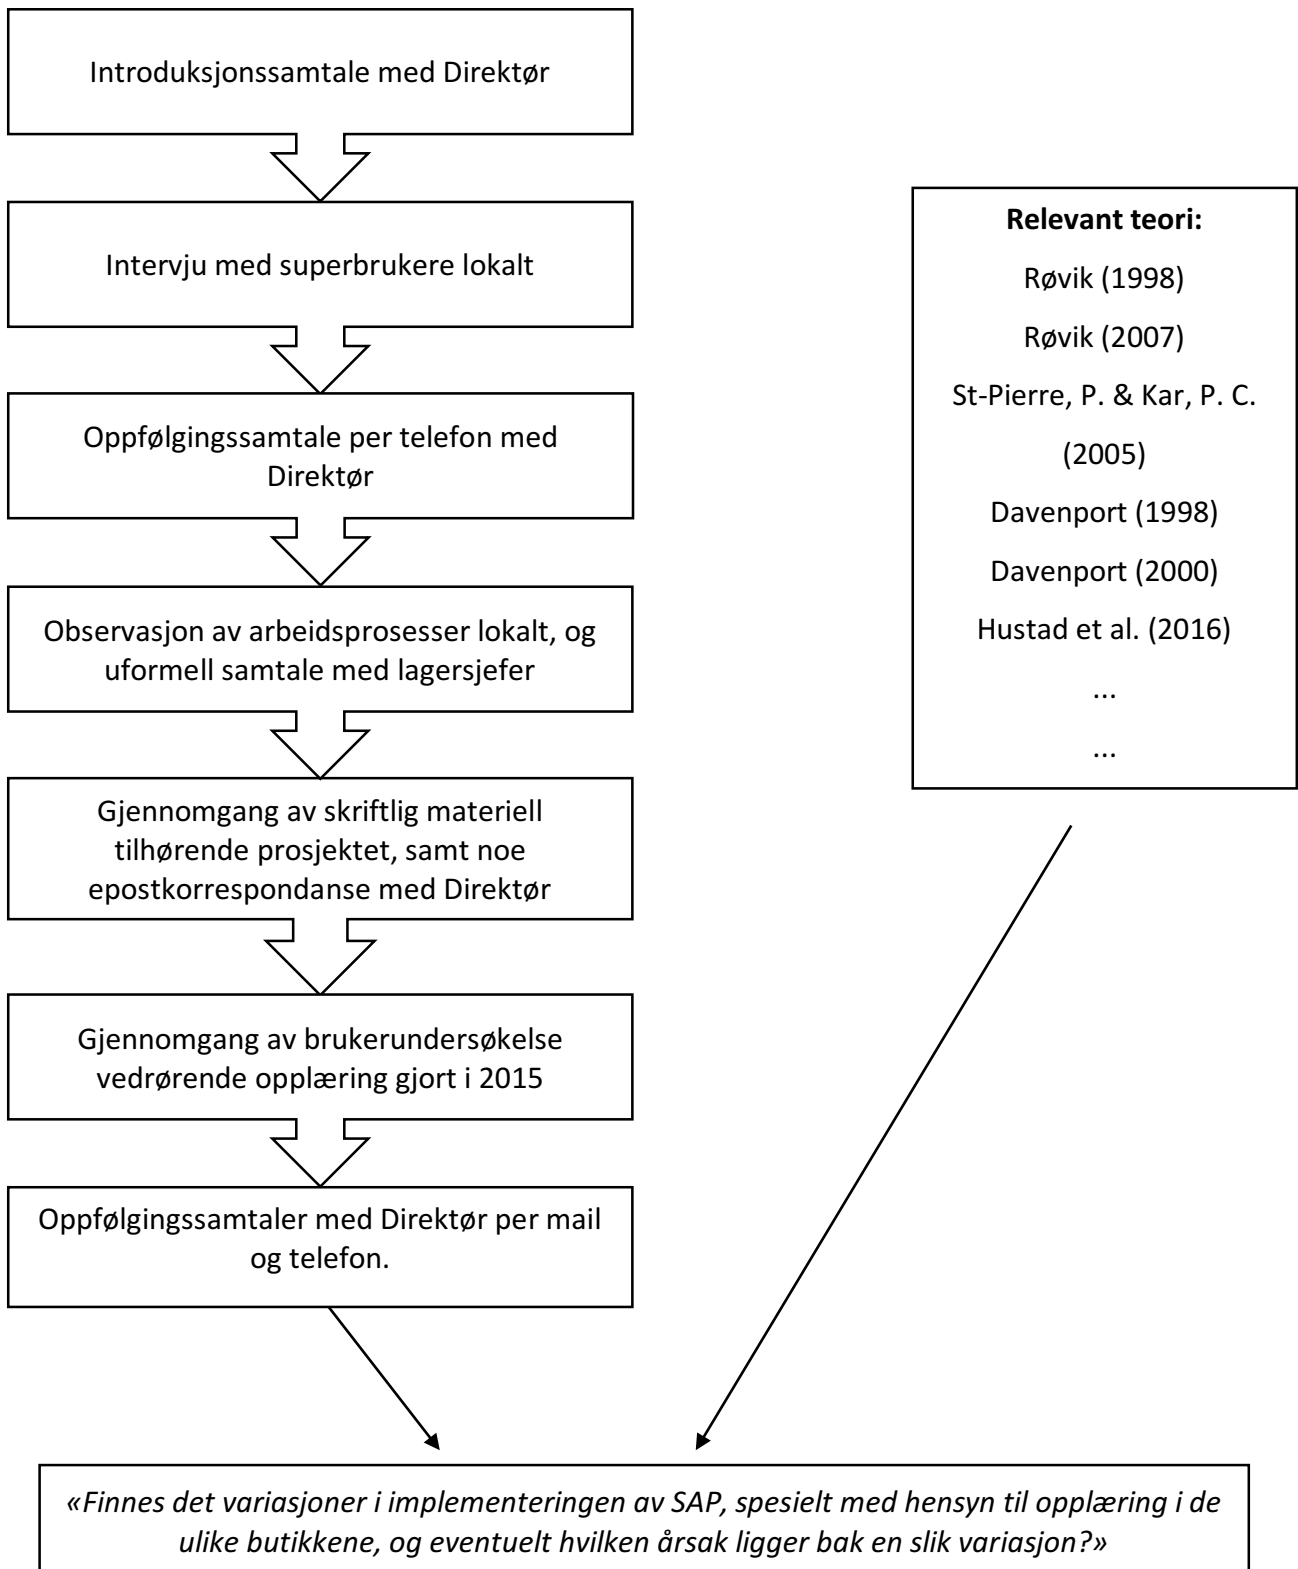 Introduksjonssamtale med Direktør
Intervju med superbrukere lokalt
Oppfølgingssamtale per telefon med
Direktør
Observasjon av arbeidsprosesser lokalt, og
uformell samtale med lagersjefer
Gjennomgang av skriftlig materiell
tilhørende prosjektet, samt noe
epostkorrespondanse med Direktør
Gjennomgang av brukerundersøkelse
vedrørende opplæring gjort i 2015
Oppfølgingssamtaler med Direktør per mail
og telefon.
Relevant teori:
Røvik (1998)
Røvik (2007)
St-Pierre, P. & Kar, P. C.
(2005)
Davenport (1998)
Davenport (2000)
Hustad et al. (2016)
...
...
«Finnes det variasjoner i implementeringen av SAP, spesielt med hensyn til opplæring i de
ulike butikkene, og eventuelt hvilken årsak ligger bak en slik variasjon?»